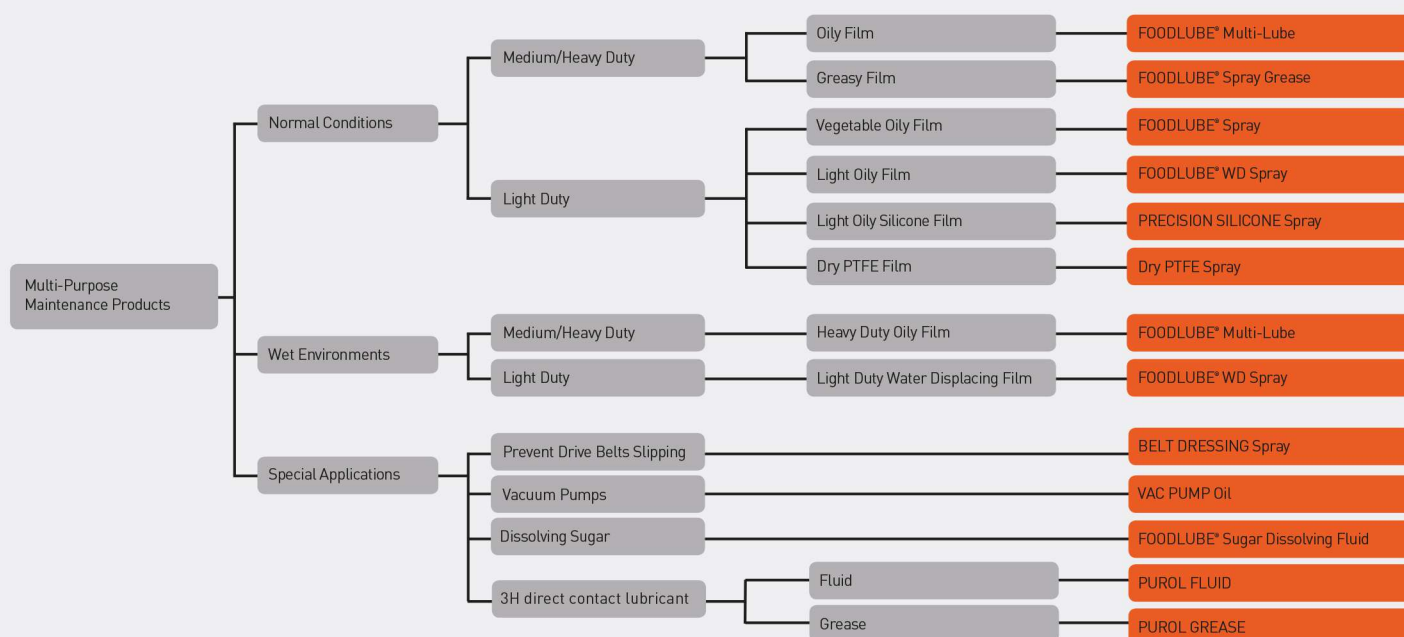 Oily Film
FOODLUBE® Multi-Lube
Medium/Heavy Duty
Greasy Film
FOODLUBE® Spray Grease
Normal Conditions
Vegetable Oily Film
FOODLUBE® Spray
Light Oily Film
FOODLUBE® WD Spray
Light Duty
Light Oily Silicone Film
PRECISION SILICONE Spray
Dry PTFE Film
Dry PTFE Spray
Multi-Purpose
Maintenance Products
Medium/Heavy Duty
Heavy Duty Oily Film
FOODLUBE® Multi-Lube
Wet Environments
Light Duty
Light Duty Water Displacing Film
FOODLUBE® WD Spray
Prevent Drive Belts Slipping
BELT DRESSING Spray
Special Applications
Vacuum Pumps
VAC PUMP Oil
Dissolving Sugar
FOODLUBE® Sugar Dissolving Fluid
3H direct contact lubricant
Fluid
PUROL FLUID
Grease
PUROL GREASE